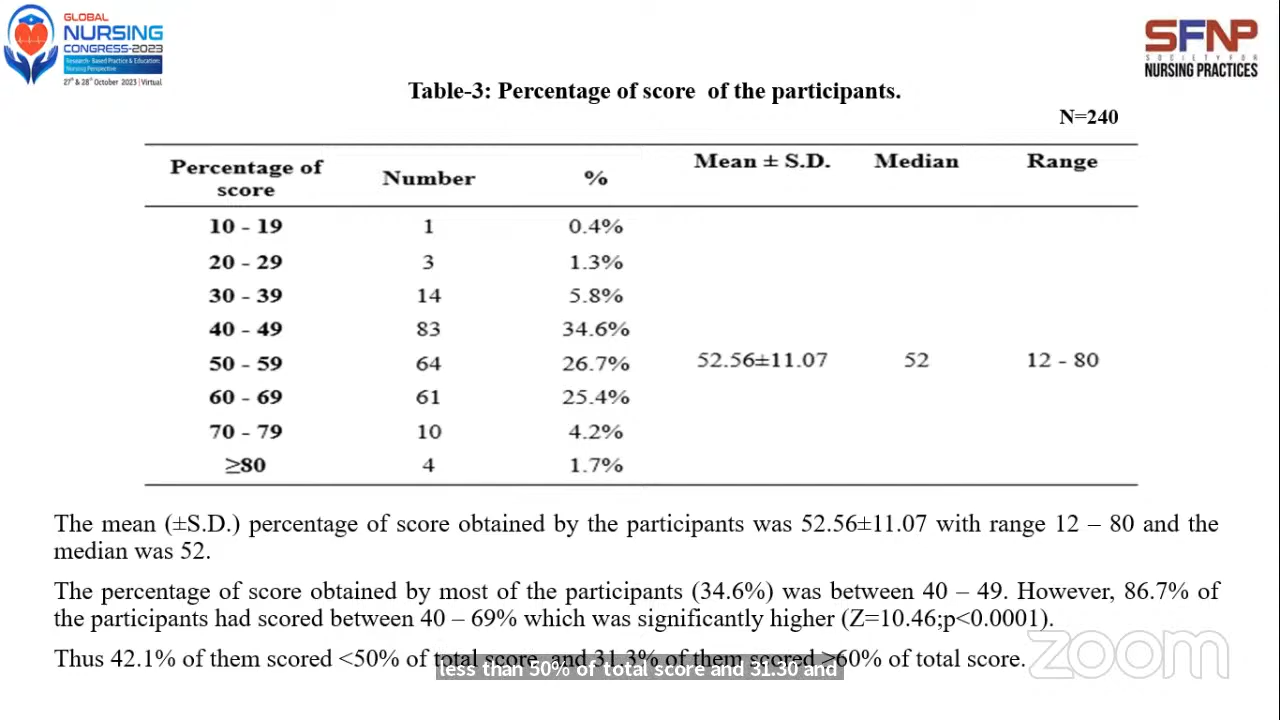 GLOBAL
NURSING
CONGRESS-2023
Research- Based Practice & Education:
Nursing Perspective
27th & 28th October 2023 | Virtual
SFNP
SOCIETY FOR
NURSING PRACTICES
Table-3: Percentage of score of the participants.
N=240
Percentage of score Number % Mean ± S.D. Median Range
10 - 19 1 0.4%
20 - 29 3 1.3%
30 - 39 14 5.8%
40 - 49 83 34.6%
50 - 59 64 26.7% 52.56±11.07 52 12 - 80
60 - 69 61 25.4%
70 - 79 10 4.2%
≥80 4 1.7%
The mean (±S.D.) percentage of score obtained by the participants was 52.56±11.07 with range 12 – 80 and the
median was 52.
The percentage of score obtained by most of the participants (34.6%) was between 40 – 49. However, 86.7% of
the participants had scored between 40 – 69% which was significantly higher (Z=10.46;p<0.0001).
Thus 42.1% of them scored <50% of total score and 31.3% of them scored ≥60% of total score.
less than 50% of total score and 31.30 and
zoom